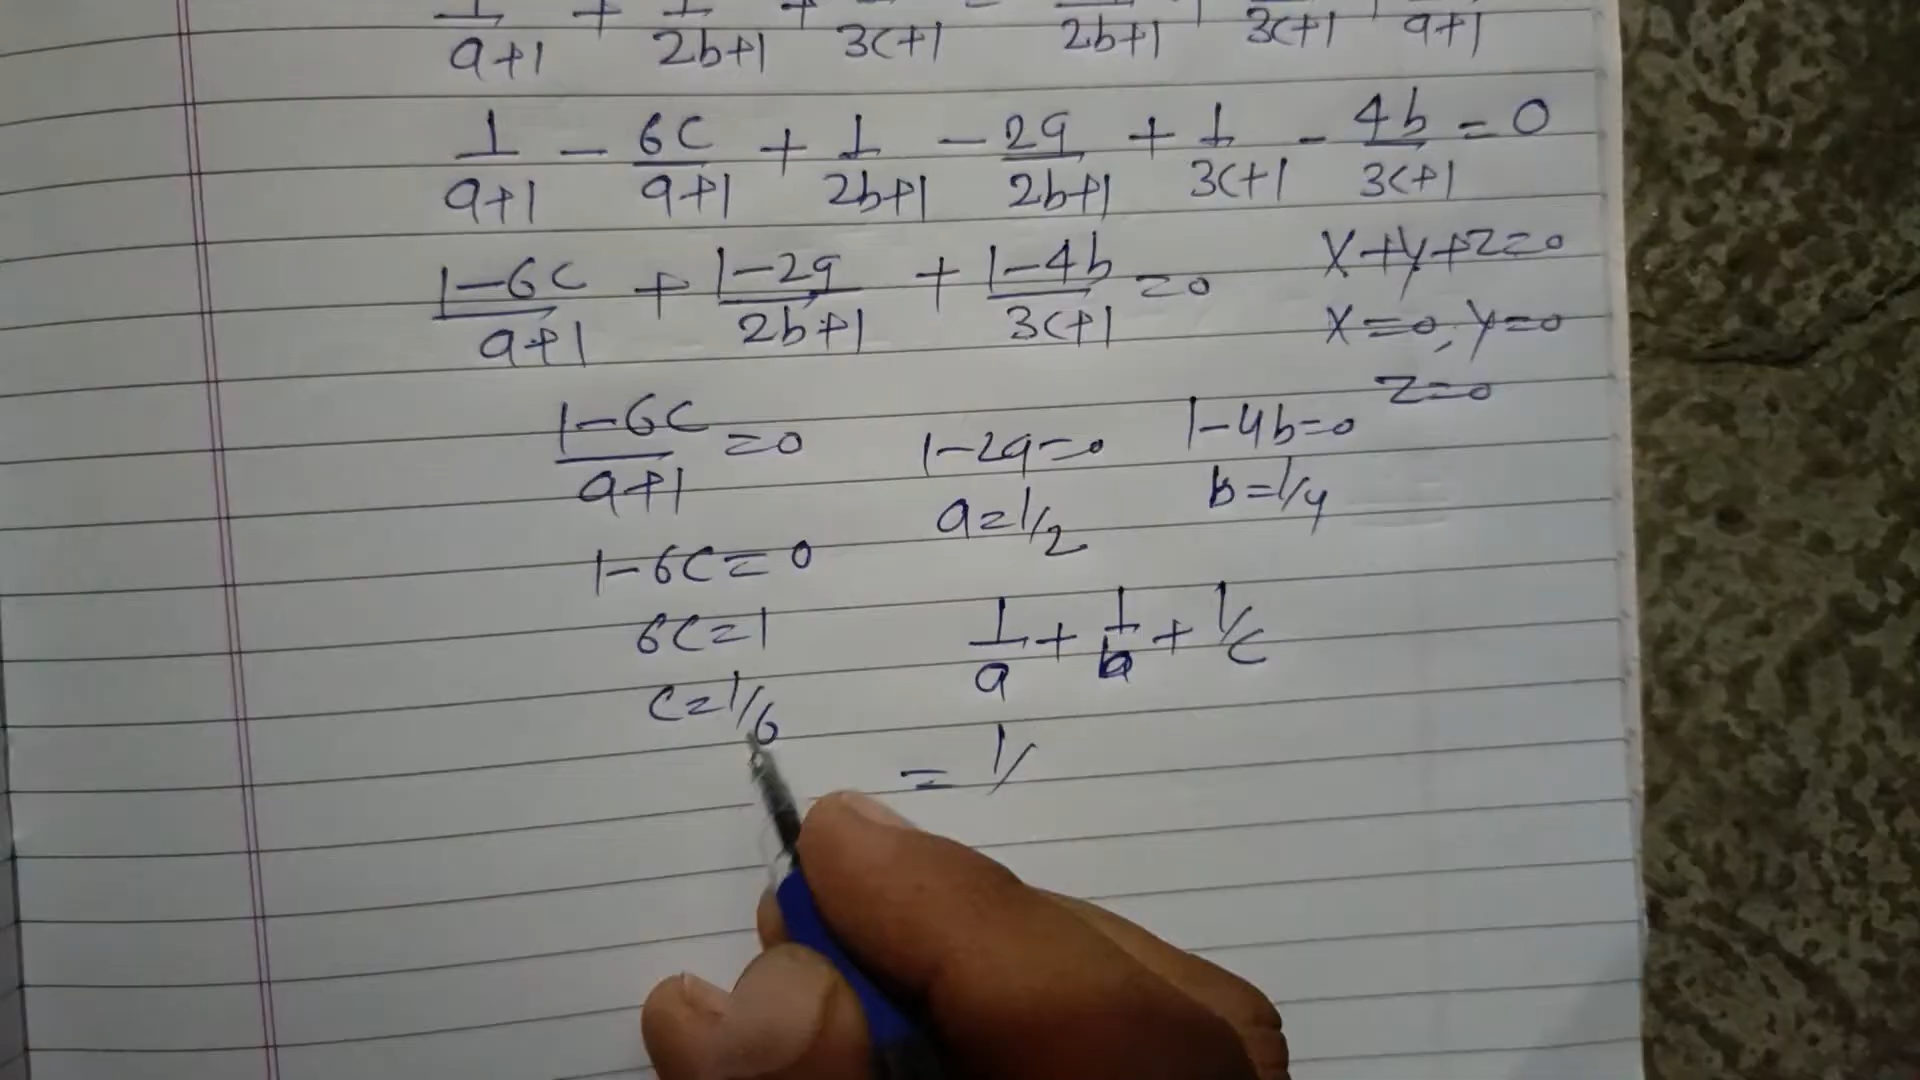 1/a+1 + 1/2b+1 + /3c+1 = /2b+1 + /3c+1 + /a+1
1/a+1 - 6c/a+1 + 1/2b+1 - 2a/2b+1 + 1/3c+1 - 4b/3c+1 = 0
1-6c/a+1 + 1-2a/2b+1 + 1-4b/3c+1 = 0
x+y+z=0
x=0, y=0
z=0
1-6c/a+1 = 0
1-2a=0
1-4b=0
a=1/2
b=1/4
1-6c=0
6c=1
c=1/6
1/a + 1/b + 1/c
= 1/